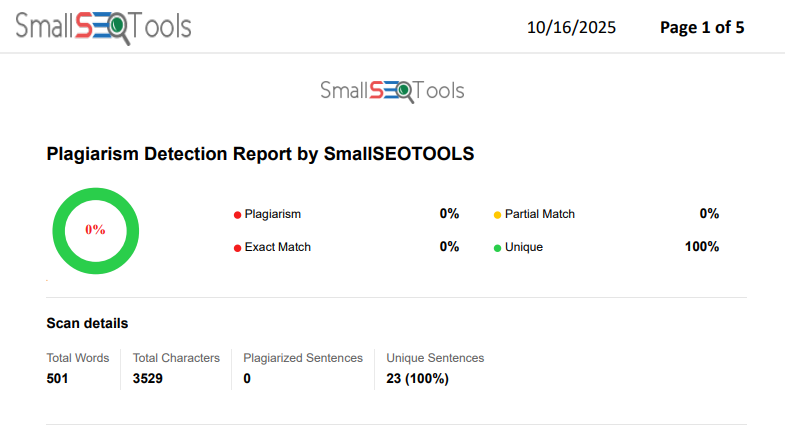 SmallSEOTools 10/16/2025 Page 1 of 5
SmallSEOTools
Plagiarism Detection Report by SmallSEOTOOLS
0%
Plagiarism 0% Partial Match 0%
Exact Match 0% Unique 100%
Scan details
Total Words Total Characters Plagiarized Sentences Unique Sentences
501 3529 0 23 (100%)